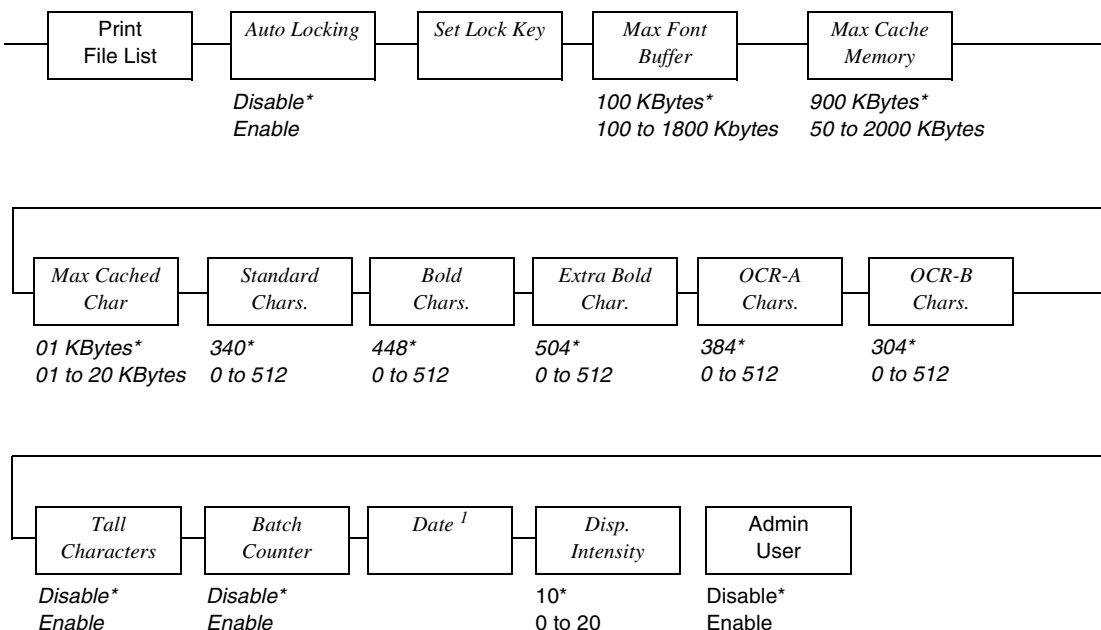 Print
File List
Auto Locking
Set Lock Key
Max Font
Buffer
Max Cache
Memory
Disable*
Enable
100 KBytes*
100 to 1800 Kbytes
900 KBytes*
50 to 2000 KBytes
Max Cached
Char
Standard
Chars.
Bold
Chars.
Extra Bold
Char.
OCR-A
Chars.
OCR-B
Chars.
01 KBytes*
01 to 20 KBytes
340*
0 to 512
448*
0 to 512
504*
0 to 512
384*
0 to 512
304*
0 to 512
Tall
Characters
Batch
Counter
Date 1
Disp.
Intensity
Admin
User
Disable*
Enable
Disable*
Enable
10*
0 to 20
Disable*
Enable